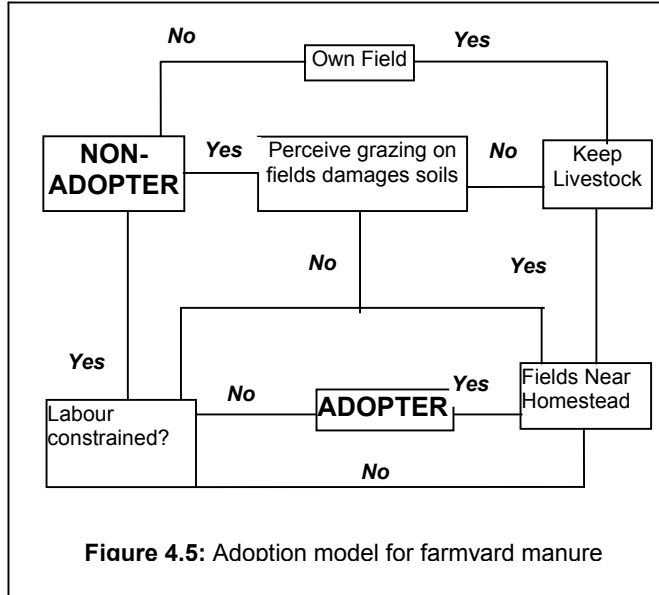 No
Yes
Own Field
NON-
ADOPTER
Yes
Perceive grazing on
fields damages soils
No
Keep
Livestock
No
Yes
Yes
Labour
constrained?
No
ADOPTER
Yes
Fields Near
Homestead
No
Figure 4.5: Adoption model for farmyard manure